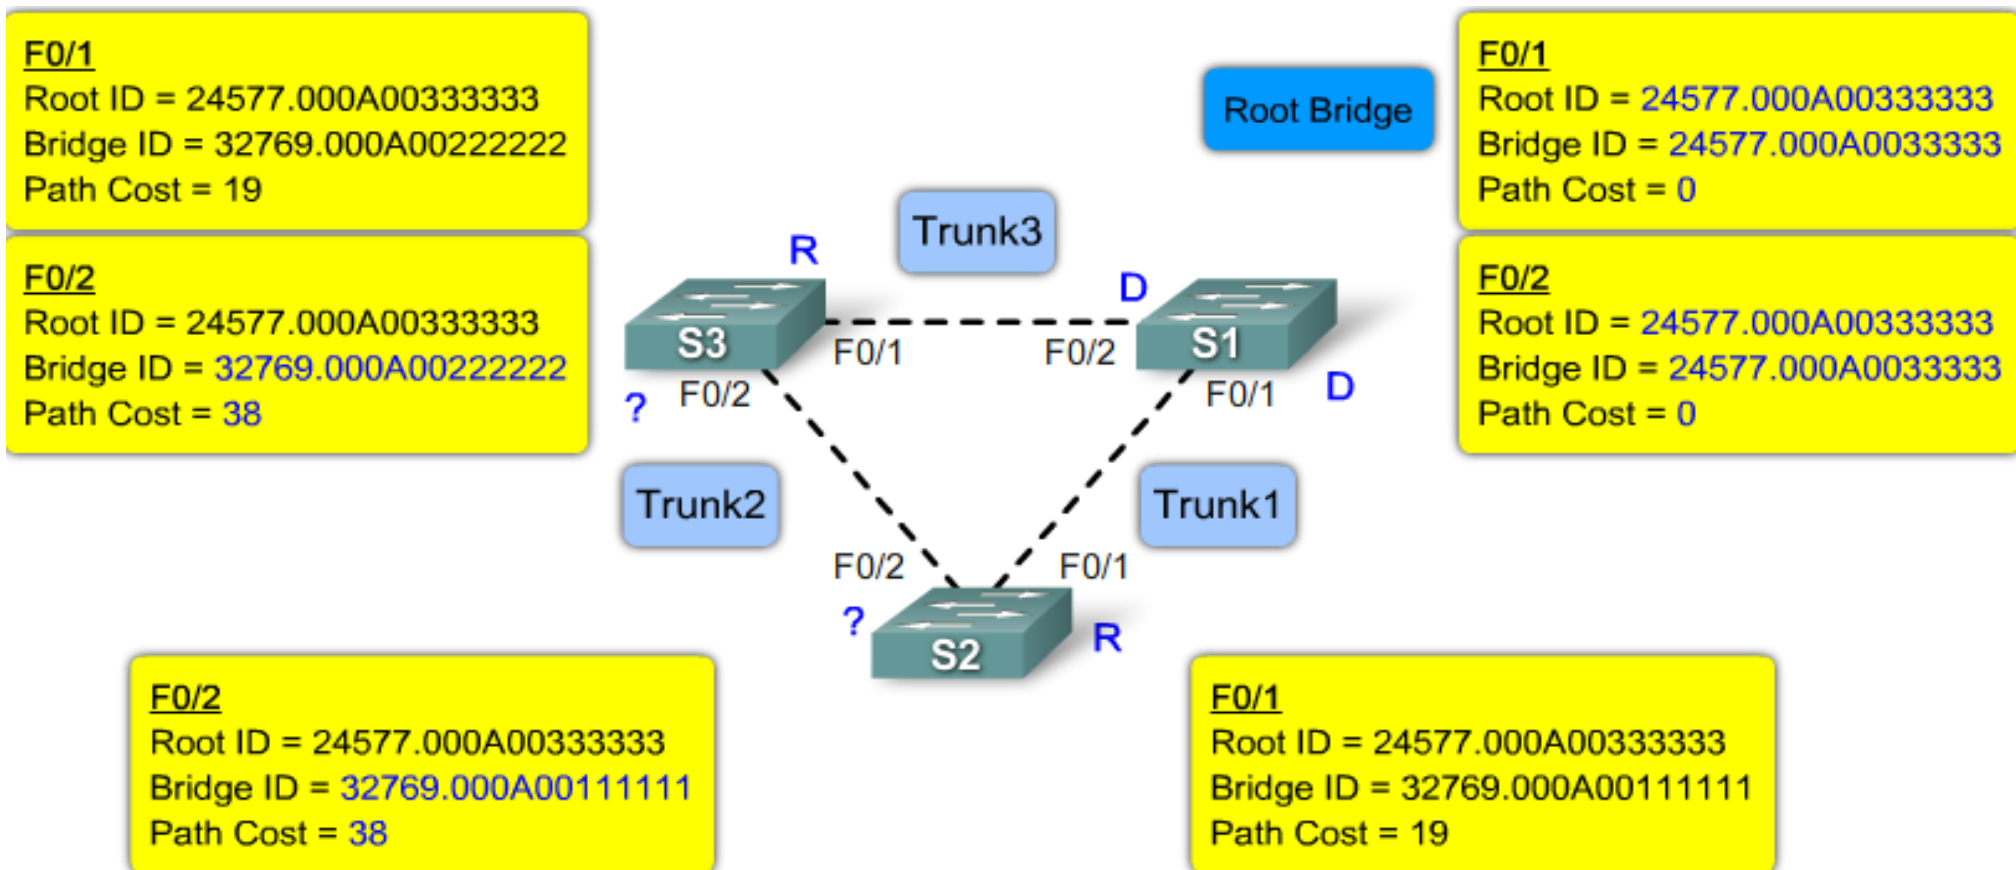 F0/1
Root ID = 24577.000A00333333
Bridge ID = 32769.000A00222222
Path Cost = 19
F0/2
Root ID = 24577.000A00333333
Bridge ID = 32769.000A00222222
Path Cost = 38
Root Bridge
F0/1
Root ID = 24577.000A00333333
Bridge ID = 24577.000A0033333
Path Cost = 0
F0/2
Root ID = 24577.000A00333333
Bridge ID = 24577.000A0033333
Path Cost = 0
Trunk3
R
D
S3
S1
F0/1
F0/2
?
F0/2
F0/1
D
Trunk2
Trunk1
F0/2
F0/1
?
S2
R
F0/2
Root ID = 24577.000A00333333
Bridge ID = 32769.000A00111111
Path Cost = 38
F0/1
Root ID = 24577.000A00333333
Bridge ID = 32769.000A00111111
Path Cost = 19